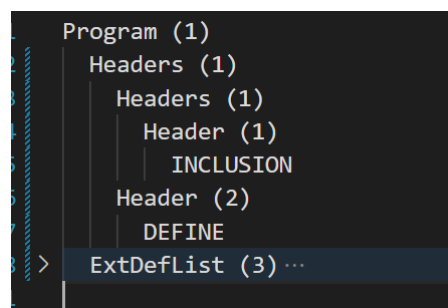 Program (1)
Headers (1)
Headers (1)
Header (1)
INCLUSION
Header (2)
DEFINE
ExtDefList (3) ···